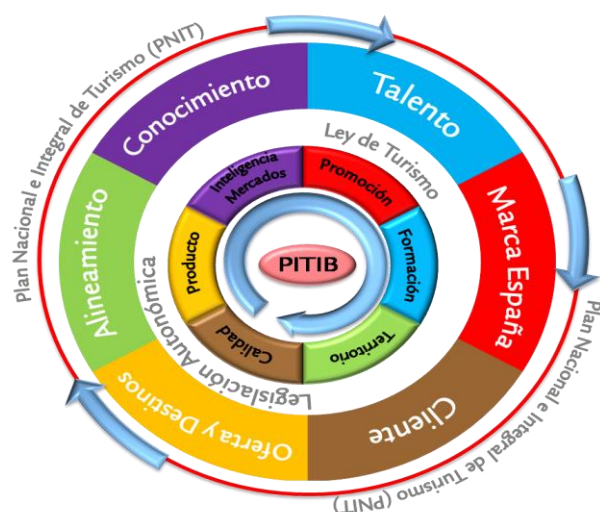 Plan Nacional e Integral de Turismo (PNIT)
Conocimiento
Talento
Marca España
Cliente
Oferta y Destinos
Alineamiento
Ley de Turismo
Legislación Autonómica
Inteligencia
Mercados
Promoción
Formación
Territorio
Calidad
Producto
PITIB
Plan Nacional e Integral de Turismo (PNIT)